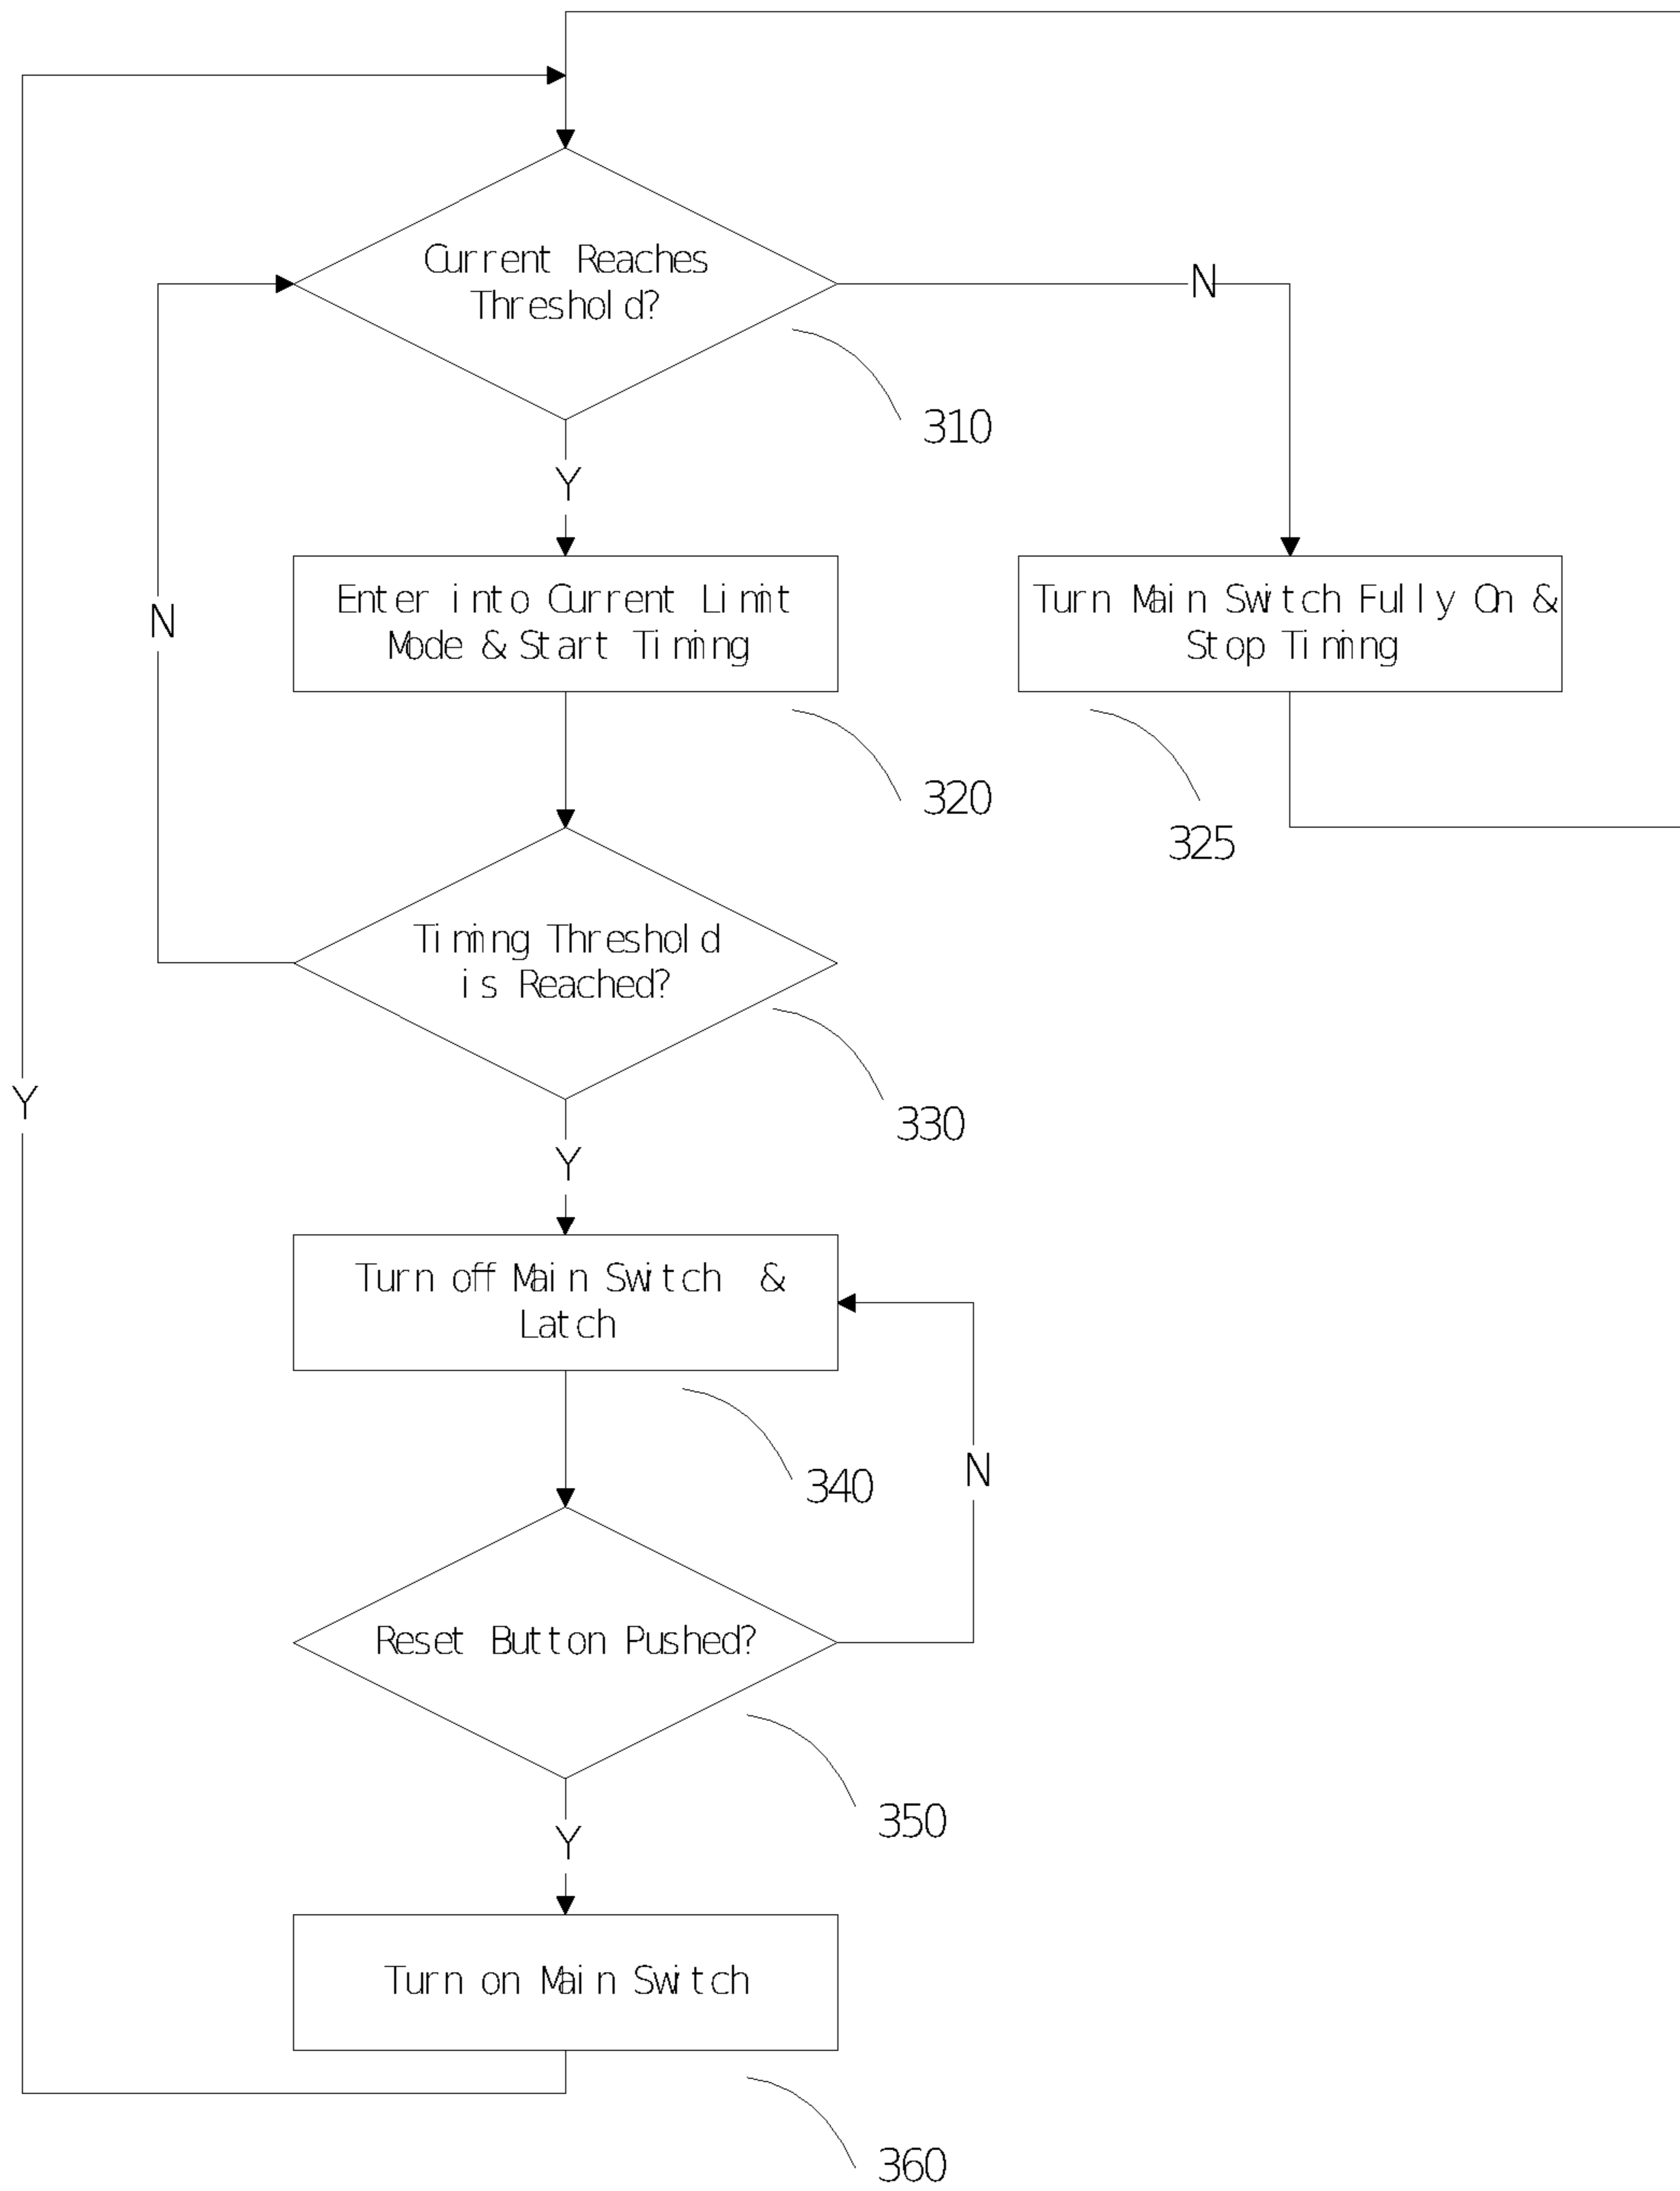 Current Reaches
Threshold?
N
310
Y
Enter into Current Limit
Mode & Start Timing
Turn Main Switch Fully On &
Stop Timing
N
320
325
Timing Threshold
is Reached?
Y
330
Y
Turn off Main Switch &
Latch
N
340
Reset Button Pushed?
350
Y
Turn on Main Switch
360